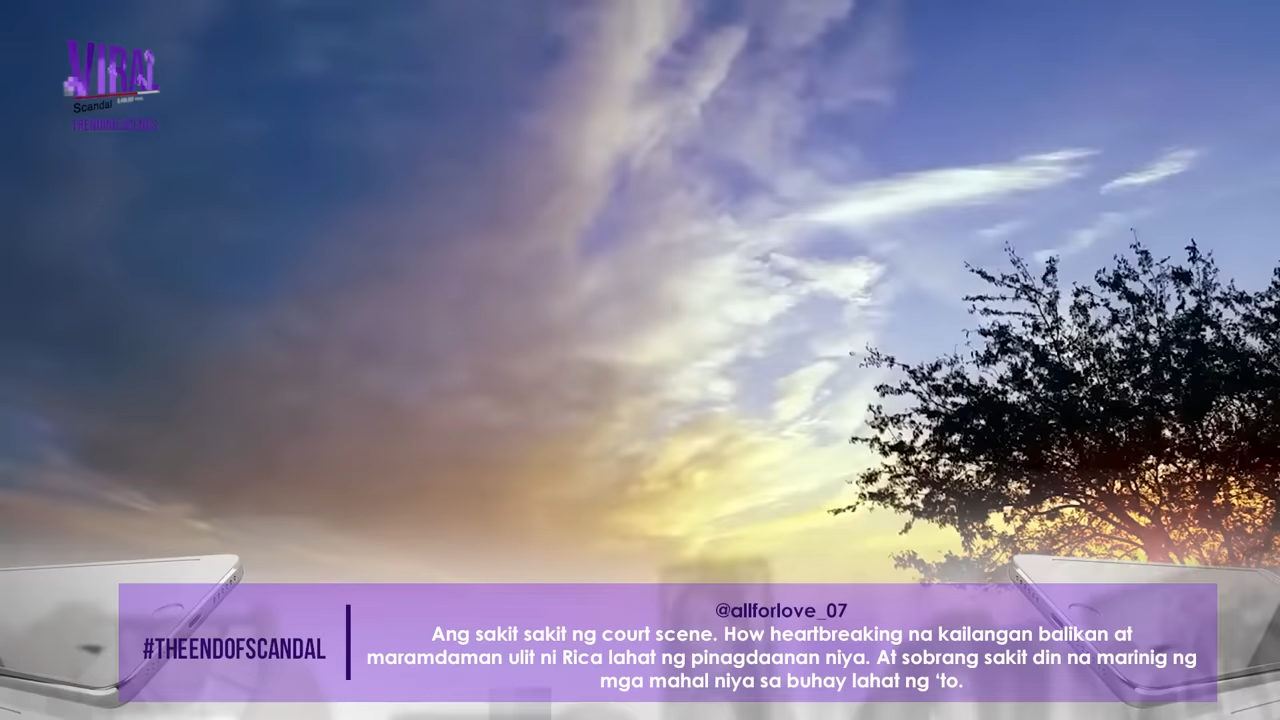 VIRAL
Scandal
TRENDING SCENES
@allforlove_07
#THEENDOFSCANDAL
Ang sakit sakit ng court scene. How heartbreaking na kailangan balikan at
maramdaman ulit ni Rica lahat ng pinagdaanan niya. At sobrang sakit din na marinig ng
mga mahal niya sa buhay lahat ng ‘to.